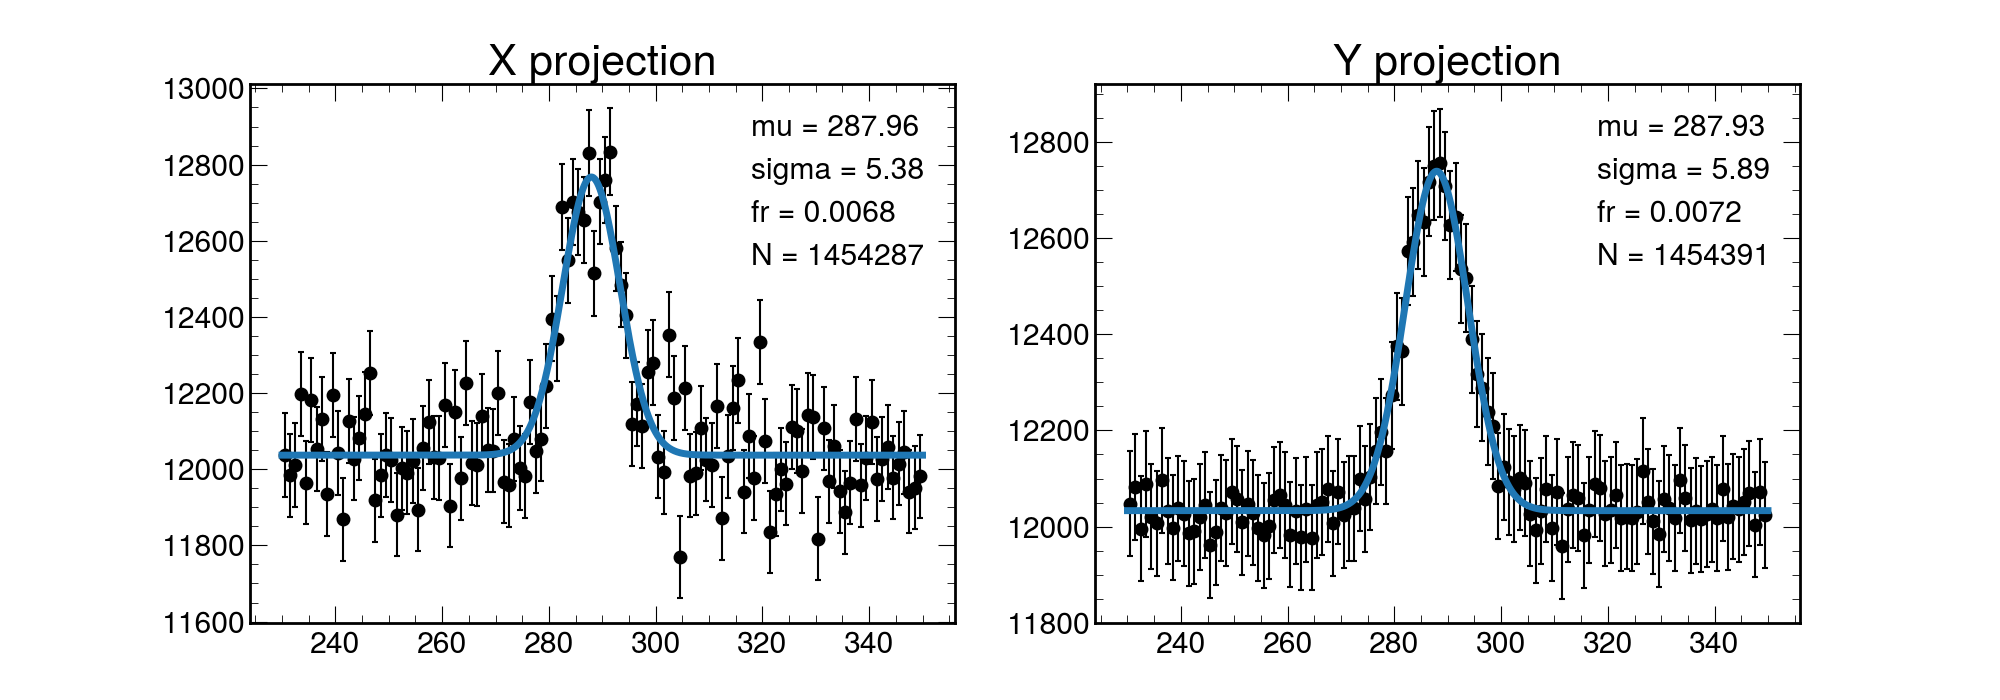 X projection
13000
12800
12600
12400
12200
12000
11800
11600
240 260 280 300 320 340
mu = 287.96
sigma = 5.38
fr = 0.0068
N = 1454287
Y projection
12800
12600
12400
12200
12000
11800
240 260 280 300 320 340
mu = 287.93
sigma = 5.89
fr = 0.0072
N = 1454391